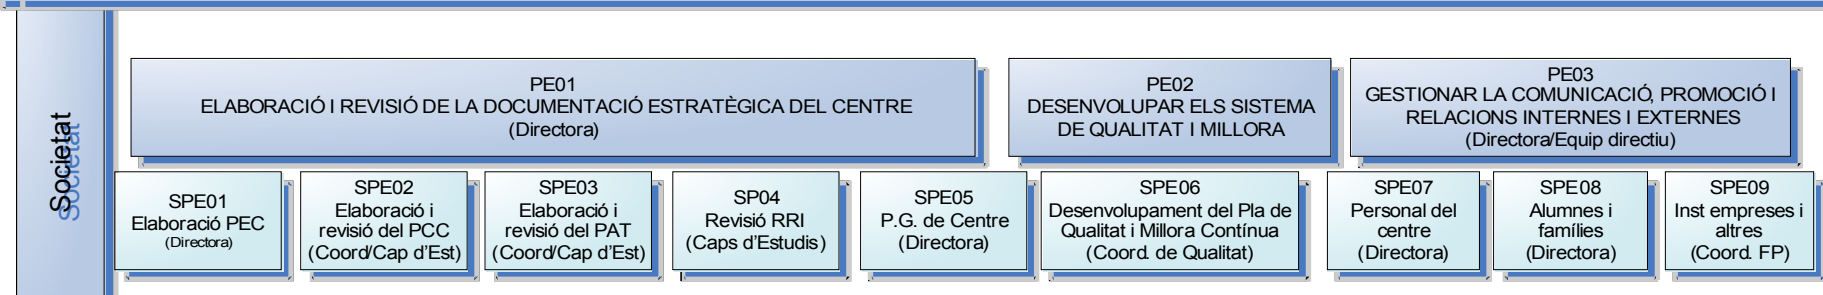 Societat
PE01
ELABORACIÓ I REVISIÓ DE LA DOCUMENTACIÓ ESTRATÈGICA DEL CENTRE
(Directora)
PE02
DESENVOLUPAR ELS SISTEMA
DE QUALITAT I MILLORA
PE03
GESTIONAR LA COMUNICACIÓ, PROMOCIÓ I
RELACIONS INTERNES I EXTERNES
(Directora/Equip directiu)
SPE01
Elaboració PEC
(Directora)
SPE02
Elaboració i
revisió del PCC
(Coord/Cap d'Est)
SPE03
Elaboració i
revisió del PAT
(Coord/Cap d'Est)
SP04
Revisió RRI
(Caps d'Estudis)
SPE05
P.G. de Centre
(Directora)
SPE06
Desenvolupament del Pla de
Qualitat i Millora Contínua
(Coord. de Qualitat)
SPE07
Personal del
centre
(Directora)
SPE08
Alumnes i
famílies
(Directora)
SPE09
Inst empreses i
altres
(Coord. FP)